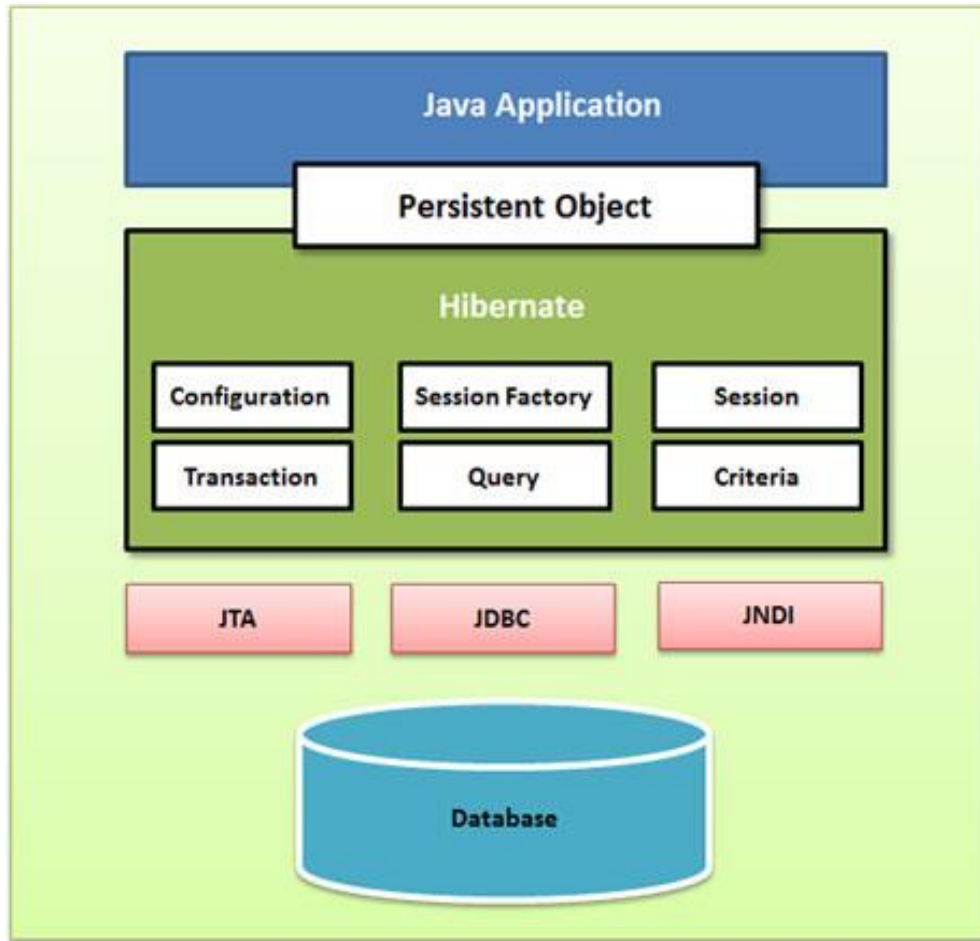 Java Application
Persistent Object
Hibernate
Configuration
Session Factory
Session
Transaction
Query
Criteria
JTA
JDBC
JNDI
Database